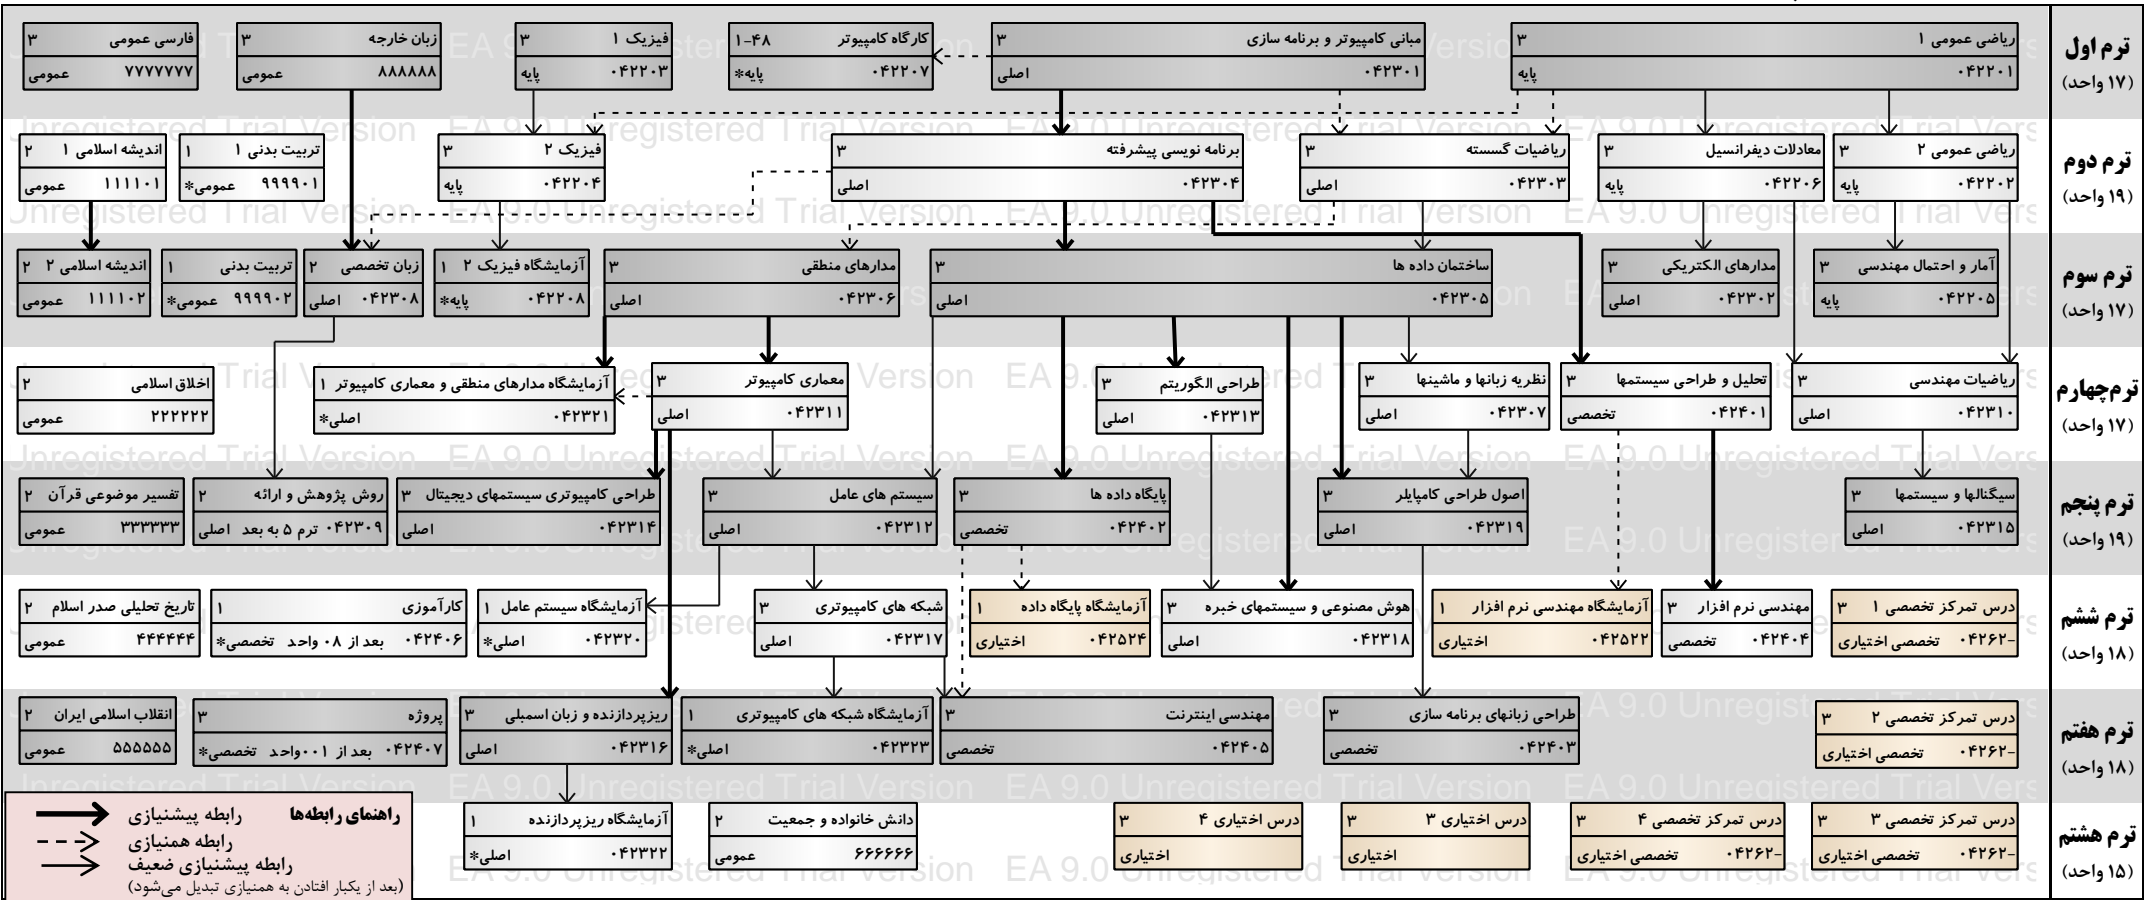 ترم اول
(۱۷ واحد)
ریاضی عمومی ۱ ۳
۰۴۲۲۰۱ پایه
مبانی کامپیوتر و برنامه سازی ۳
۰۴۲۳۰۱ اصلی
کارگاه کامپیوتر ۱-۴۸
۰۴۲۲۰۷ پایه*
فیزیک ۱ ۳
۰۴۲۲۰۳ پایه
زبان خارجه ۳
۸۸۸۸۸۸ عمومی
فارسی عمومی ۳
۷۷۷۷۷۷۷ عمومی
ترم دوم
(۱۹ واحد)
ریاضی عمومی ۲ ۳
۰۴۲۲۰۲ پایه
معادلات دیفرانسیل ۳
۰۴۲۲۰۶ پایه
ریاضیات گسسته ۳
۰۴۲۳۰۳ اصلی
برنامه نویسی پیشرفته ۳
۰۴۲۳۰۴ اصلی
فیزیک ۲ ۳
۰۴۲۲۰۴ پایه
تربیت بدنی ۱ ۱
۹۹۹۹۰۱ عمومی*
اندیشه اسلامی ۱ ۲
۱۱۱۱۰۱ عمومی
ترم سوم
(۱۷ واحد)
آمار و احتمال مهندسی ۳
۰۴۲۲۰۵ پایه
مدارهای الکتریکی ۳
۰۴۲۳۰۲ اصلی
ساختمان داده ها ۳
۰۴۲۳۰۵ اصلی
مدارهای منطقی ۳
۰۴۲۳۰۶ اصلی
آزمایشگاه فیزیک ۲ ۱
۰۴۲۲۰۸ پایه*
زبان تخصصی ۲
۰۴۲۳۰۸ اصلی
تربیت بدنی ۱
۹۹۹۹۰۲ عمومی*
اندیشه اسلامی ۲ ۲
۱۱۱۱۰۲ عمومی
ترم‌چهارم
(۱۷ واحد)
ریاضیات مهندسی ۳
۰۴۲۳۱۰ اصلی
تحلیل و طراحی سیستمها ۳
۰۴۲۴۰۱ تخصصی
نظریه زبانها و ماشینها ۳
۰۴۲۳۰۷ اصلی
طراحی الگوریتم ۳
۰۴۲۳۱۳ اصلی
معماری کامپیوتر ۳
۰۴۲۳۱۱ اصلی
آزمایشگاه مدارهای منطقی و معماری کامپیوتر ۱
۰۴۲۳۲۱ اصلی*
اخلاق اسلامی ۲
۲۲۲۲۲۲ عمومی
ترم پنجم
(۱۹ واحد)
سیگنالها و سیستمها ۳
۰۴۲۳۱۵ اصلی
اصول طراحی کامپایلر ۳
۰۴۲۳۱۹ اصلی
پایگاه داده ها ۳
۰۴۲۴۰۲ تخصصی
سیستم های عامل ۳
۰۴۲۳۱۲ اصلی
طراحی کامپیوتری سیستمهای دیجیتال ۳
۰۴۲۳۱۴ اصلی
روش پژوهش و ارائه ۲
۰۴۲۳۰۹ ترم ۵ به بعد اصلی
تفسیر موضوعی قرآن ۲
۳۳۳۳۳۳ عمومی
ترم ششم
(۱۸ واحد)
درس تمرکز تخصصی ۱ ۳
۰۴۲۶۲- تخصصی اختیاری
مهندسی نرم افزار ۳
۰۴۲۴۰۴ تخصصی
آزمایشگاه مهندسی نرم افزار ۱
۰۴۲۵۲۲ اختیاری
هوش مصنوعی و سیستمهای خبره ۳
۰۴۲۳۱۸ اصلی
آزمایشگاه پایگاه داده ۱
۰۴۲۵۲۴ اختیاری
شبکه های کامپیوتری ۳
۰۴۲۳۱۷ اصلی
آزمایشگاه سیستم عامل ۱
۰۴۲۳۲۰ اصلی*
کارآموزی ۱
۰۴۲۴۰۶ بعد از ۰۸ واحد تخصصی*
تاریخ تحلیلی صدر اسلام ۲
۴۴۴۴۴۴ عمومی
ترم هفتم
(۱۸ واحد)
درس تمرکز تخصصی ۲ ۳
۰۴۲۶۲- تخصصی اختیاری
طراحی زبانهای برنامه سازی ۳
۰۴۲۴۰۳ تخصصی
مهندسی اینترنت ۳
۰۴۲۴۰۵ تخصصی
آزمایشگاه شبکه های کامپیوتری ۱
۰۴۲۳۲۳ اصلی*
ریزپردازنده و زبان اسمبلی ۳
۰۴۲۳۱۶ اصلی
پروژه ۳
۰۴۲۴۰۷ بعد از ۰۰۱واحد تخصصی*
انقلاب اسلامی ایران ۲
۵۵۵۵۵۵ عمومی
ترم هشتم
(۱۵ واحد)
درس تمرکز تخصصی ۳ ۳
۰۴۲۶۲- تخصصی اختیاری
درس تمرکز تخصصی ۴ ۳
۰۴۲۶۲- تخصصی اختیاری
درس اختیاری ۳ ۳
اختیاری
درس اختیاری ۴ ۳
اختیاری
دانش خانواده و جمعیت ۲
۶۶۶۶۶۶ عمومی
آزمایشگاه ریزپردازنده ۱
۰۴۲۳۲۲ اصلی*
راهنمای رابطه‌ها
رابطه پیشنیازی
رابطه همنیازی
رابطه پیشنیازی ضعیف
(بعد از یکبار افتادن به همنیازی تبدیل می‌شود)